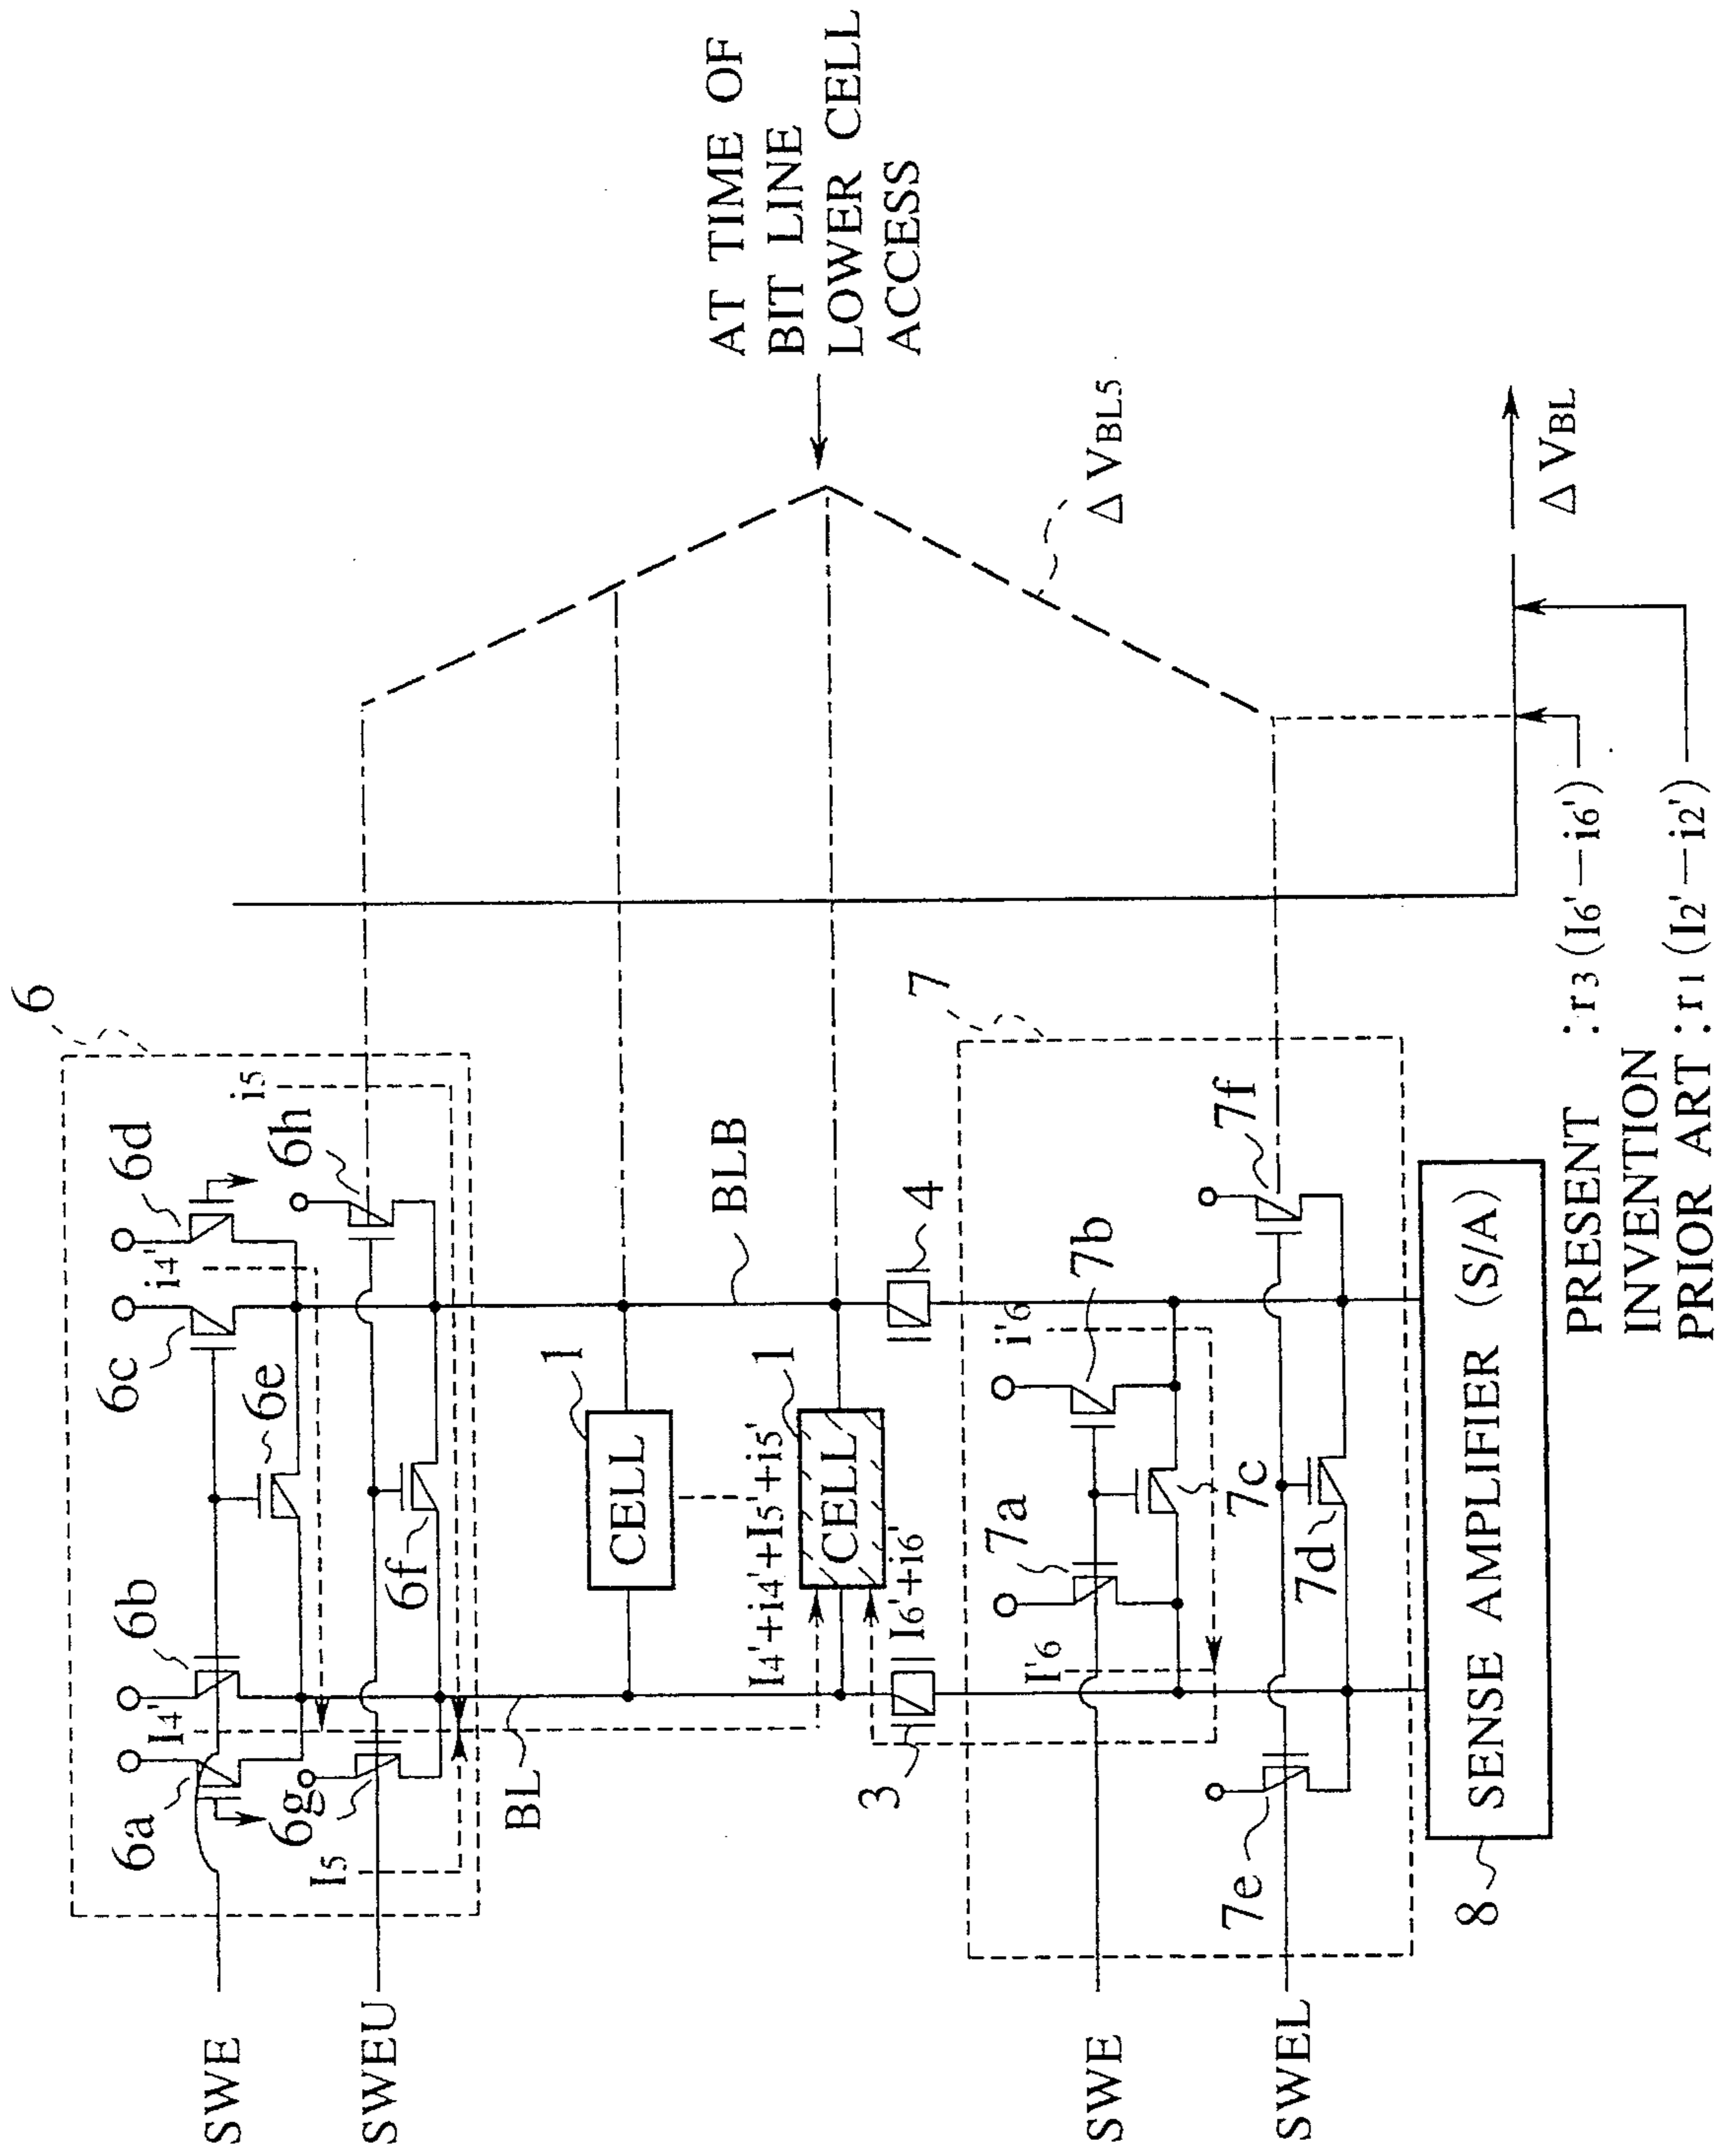 6
6a
6b
6c
6d
I4'
i4'
i5
6e
6h
SWE
6g
6f
SWEU
I5
BL
BLB
CELL
1
I4'+i4'+I5'+i5'
CELL
1
I6'+i6'
3
4
7
7a
7b
i'6
I'6
SWE
7c
7f
7d
7e
SWEL
8
SENSE AMPLIFIER (S/A)
AT TIME OF
BIT LINE
LOWER CELL
ACCESS
Δ VBL5
Δ VBL
PRESENT : r3 (I6'—i6')
INVENTION
PRIOR ART : r1 (I2'—i2')